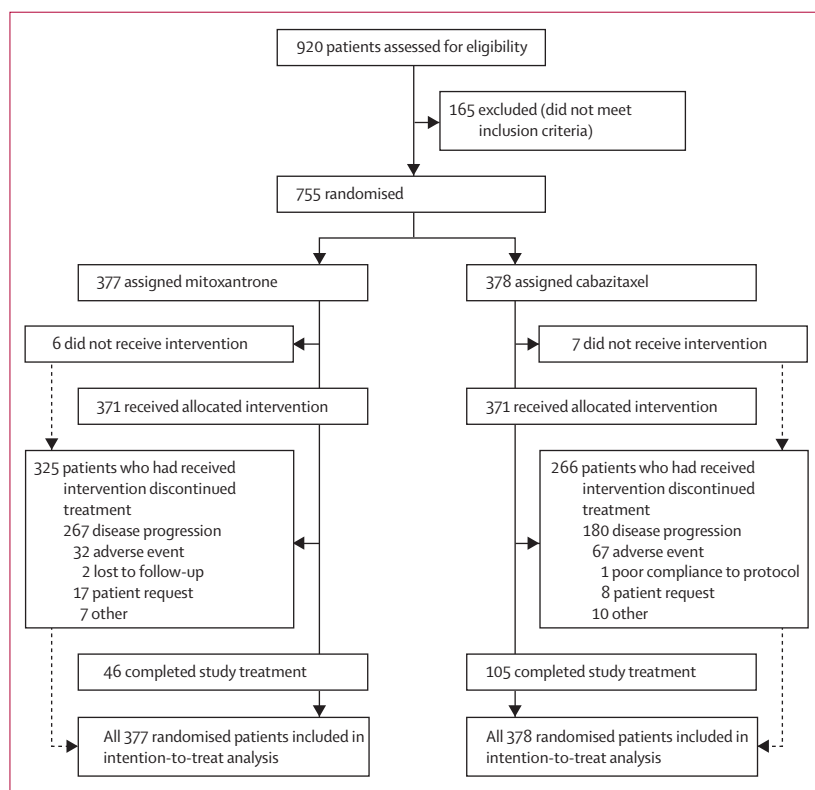 920 patients assessed for eligibility
165 excluded (did not meet
inclusion criteria)
755 randomised
377 assigned mitoxantrone
378 assigned cabazitaxel
6 did not receive intervention
7 did not receive intervention
371 received allocated intervention
371 received allocated intervention
325 patients who had received
intervention discontinued
treatment
267 disease progression
32 adverse event
2 lost to follow-up
17 patient request
7 other
266 patients who had received
intervention discontinued
treatment
180 disease progression
67 adverse event
1 poor compliance to protocol
8 patient request
10 other
46 completed study treatment
105 completed study treatment
All 377 randomised patients included in
intention-to-treat analysis
All 378 randomised patients included in
intention-to-treat analysis